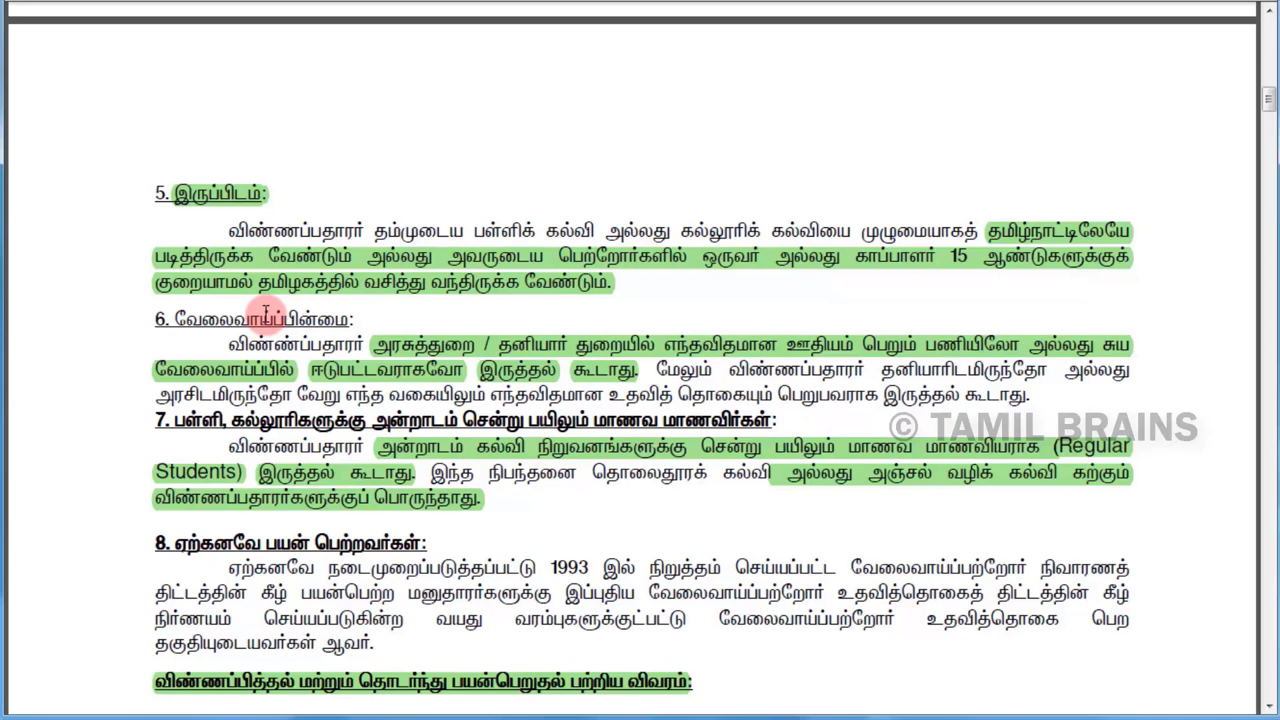 5. இருப்பிடம்:
விண்ணப்பதாரர் தம்முடைய பள்ளிக் கல்வி அல்லது கல்லூரிக் கல்வியை முழுமையாகத் தமிழ்நாட்டிலேயே
படித்திருக்க வேண்டும் அல்லது அவருடைய பெற்றோர்களில் ஒருவர் அல்லது காப்பாளர் 15 ஆண்டுகளுக்குக்
குறையாமல் தமிழகத்தில் வசித்து வந்திருக்க வேண்டும்.
6. வேலைவாய்ப்பின்மை:
விண்ண்ப்பதாரர் அரசுத்துறை / தனியார் துறையில் எந்தவிதமான ஊதியம் பெறும் பணியிலோ அல்லது சுய
வேலைவாய்ப்பில் ஈடுபட்டவராகவோ இருத்தல் கூடாது. மேலும் விண்ணப்பதாரர் தனியாரிடமிருந்தோ அல்லது
அரசிடமிருந்தோ வேறு எந்த வகையிலும் எந்தவிதமான உதவித் தொகையும் பெறுபவராக இருத்தல் கூடாது.
7. பள்ளி, கல்லூரிகளுக்கு அன்றாடம் சென்று பயிலும் மாணவ மாணவிர்கள்:
© TAMIL BRAINS
விண்ணப்பதாரர் அன்றாடம் கல்வி நிறுவனங்களுக்கு சென்று பயிலும் மாணவ மாணவியராக (Regular
Students) இருத்தல் கூடாது. இந்த நிபந்தனை தொலைதூரக் கல்வி அல்லது அஞ்சல் வழிக் கல்வி கற்கும்
விண்ணப்பதாரர்களுக்குப் பொருந்தாது.
8. ஏற்கனவே பயன் பெற்றவர்கள்:
ஏற்கனவே நடைமுறைப்படுத்தப்பட்டு 1993 இல் நிறுத்தம் செய்யப்பட்ட வேலைவாய்ப்பற்றோர் நிவாரணத்
திட்டத்தின் கீழ் பயன்பெற்ற மனுதாரர்களுக்கு இப்புதிய வேலைவாய்ப்பற்றோர் உதவித்தொகைத் திட்டத்தின் கீழ்
நிர்ணயம் செய்யப்படுகின்ற வயது வரம்புகளுக்குட்பட்டு வேலைவாய்ப்பற்றோர் உதவித்தொகை பெற
தகுதியுடையவர்கள் ஆவர்.
விண்ணப்பித்தல் மற்றும் தொடர்ந்து பயன்பெறுதல் பற்றிய விவரம்: